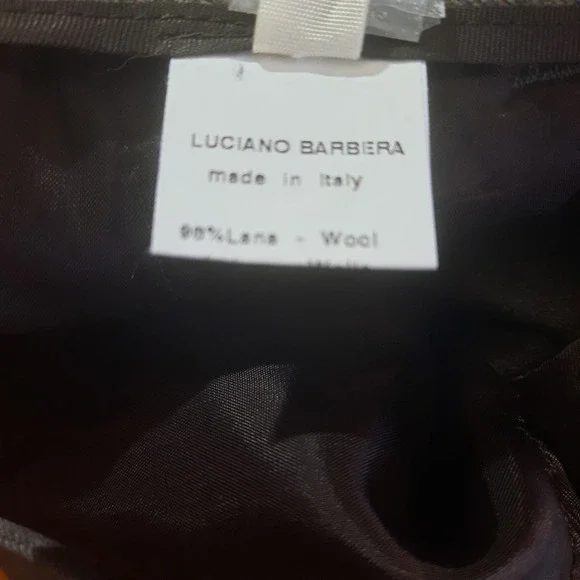 LUCIANO BARBERA
made in Italy
98%Lana - Wool